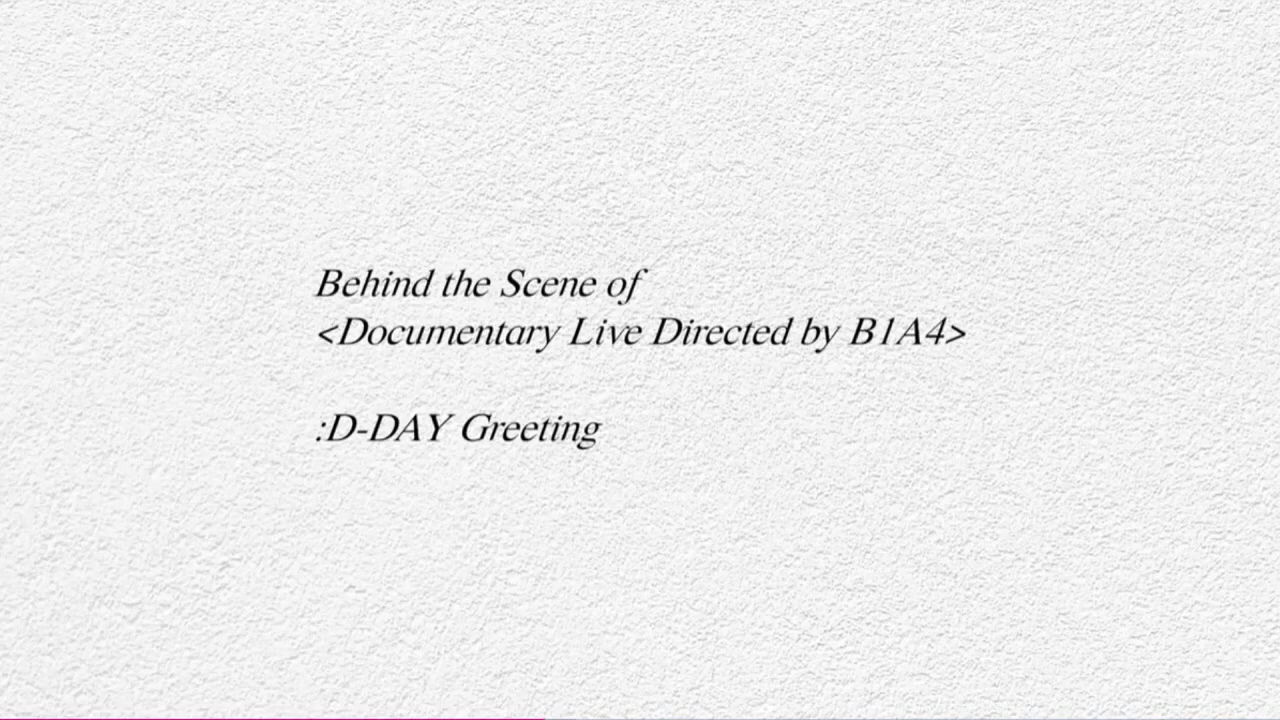 Behind the Scene of
<Documentary Live Directed by B1A4>
:D-DAY Greeting